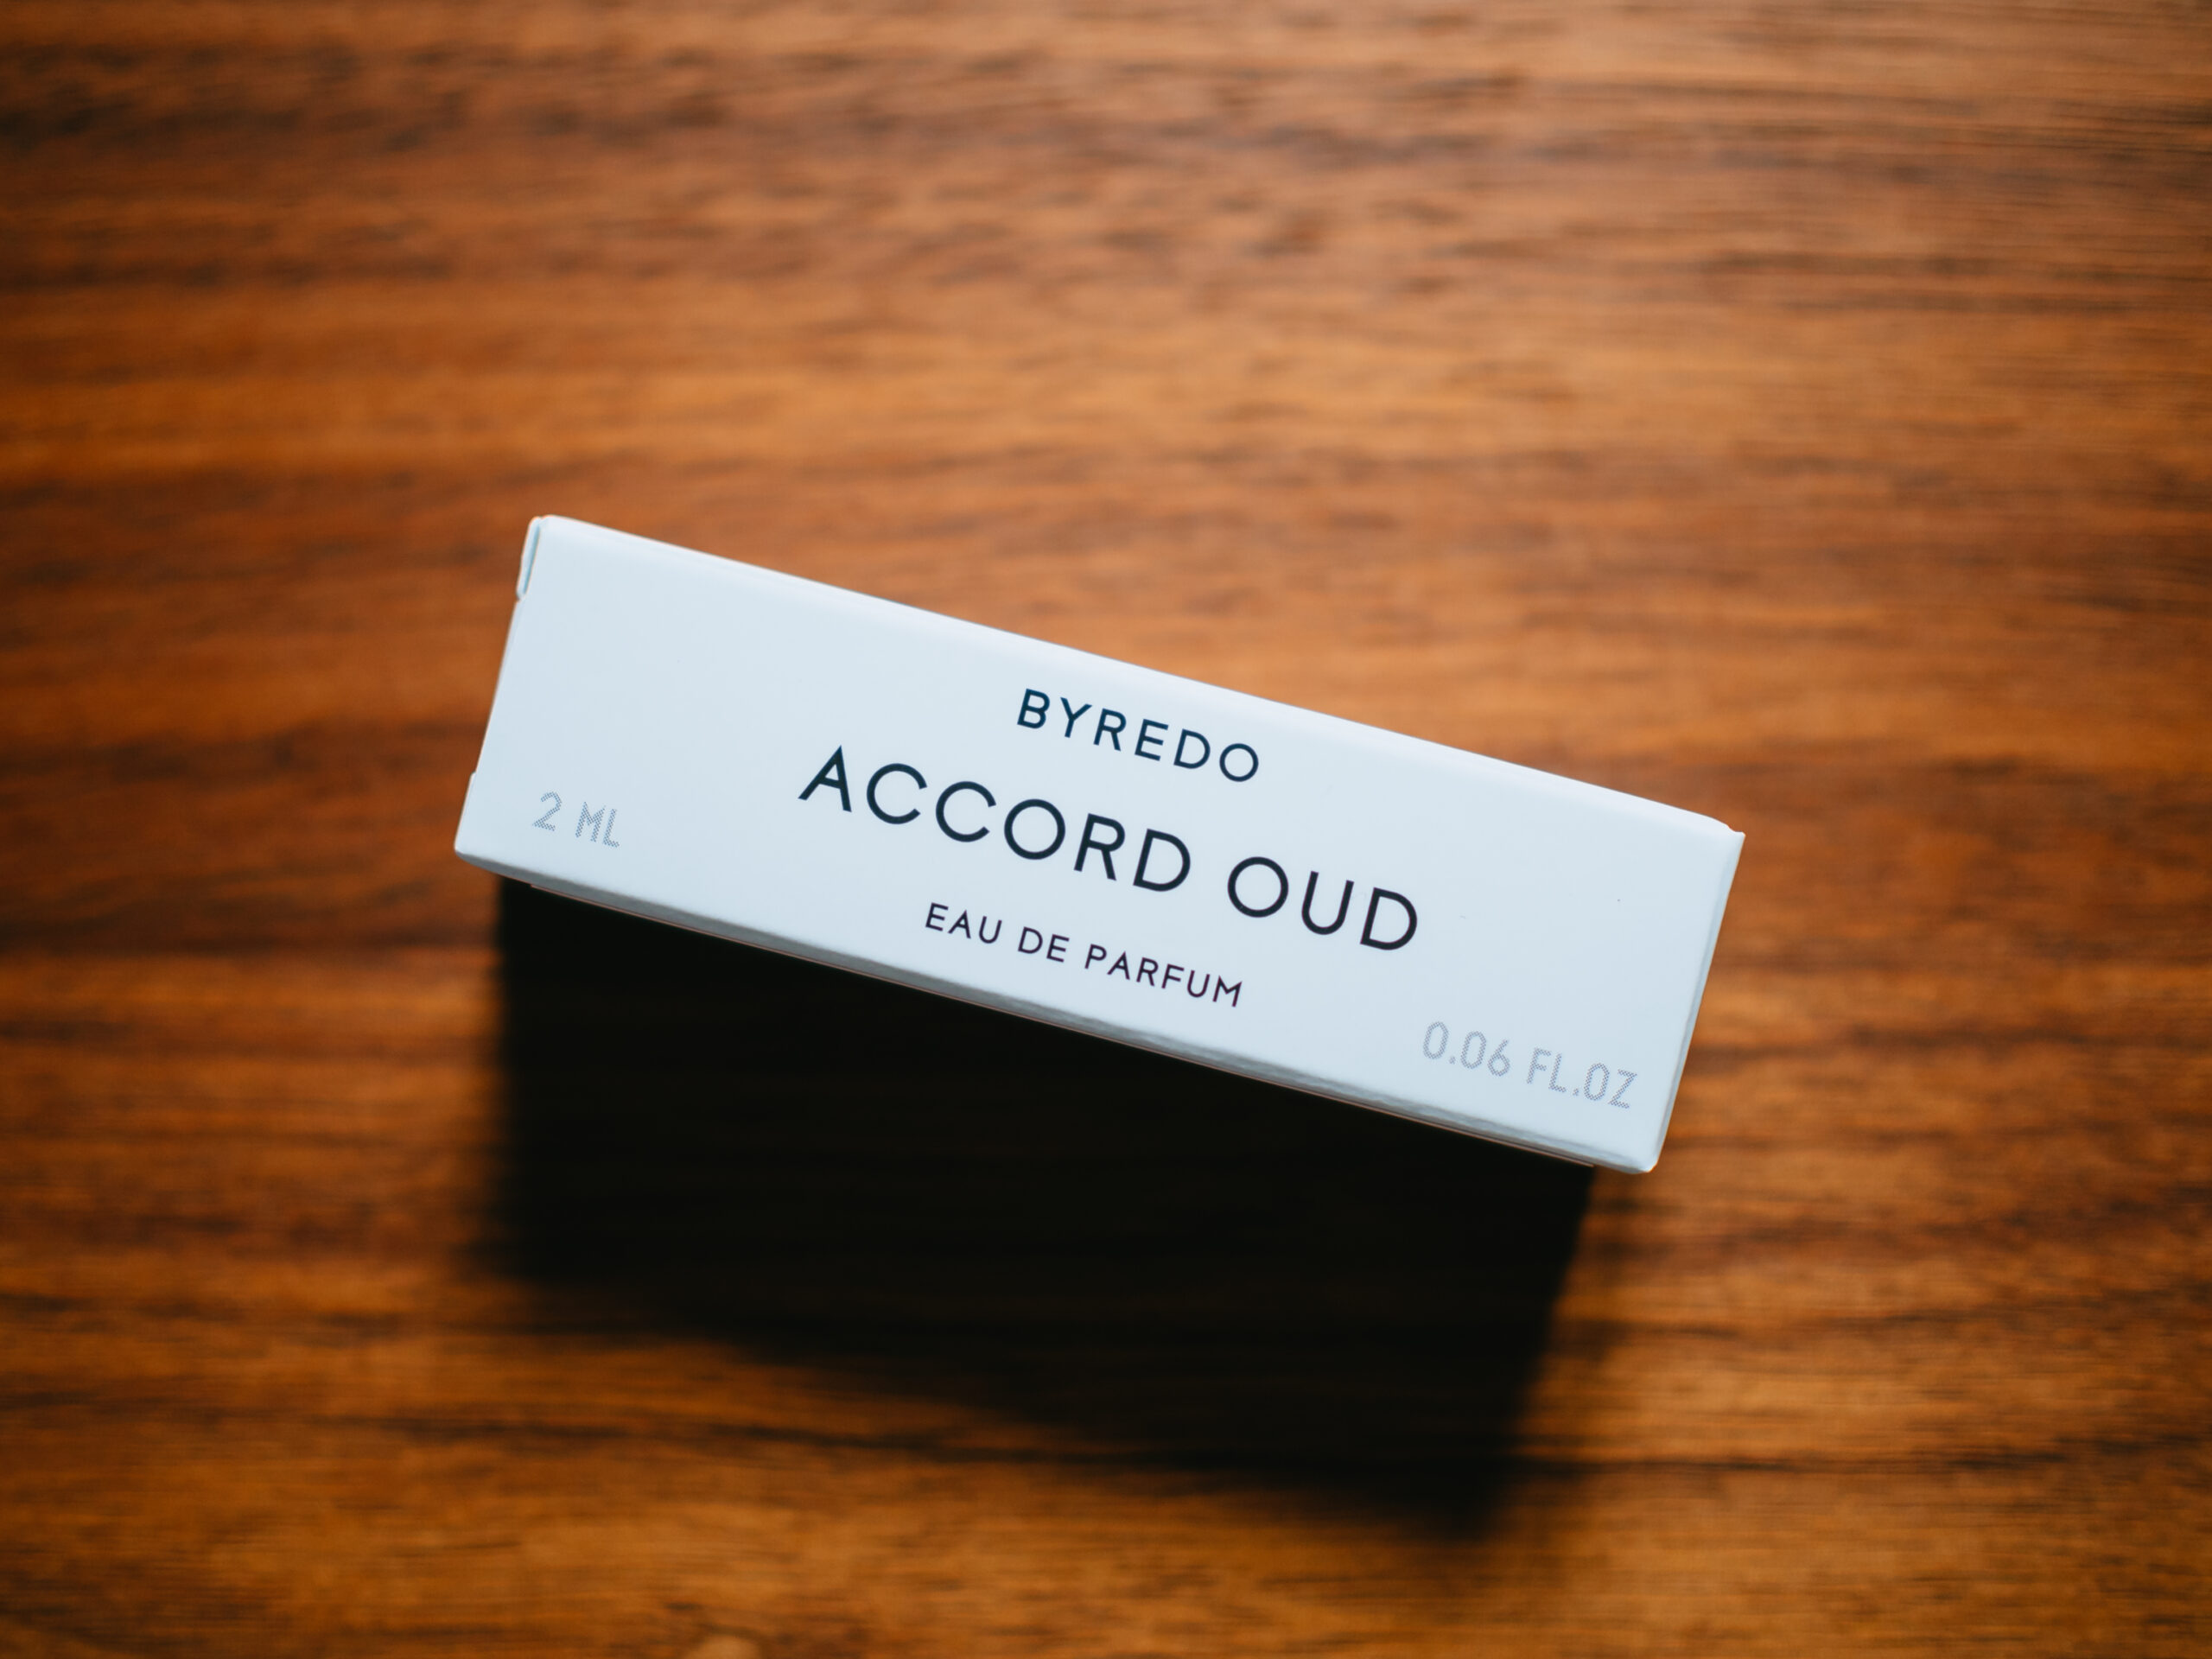 BYREDO
ACCORD OUD
EAU DE PARFUM
2 ML
0.06 FL.OZ